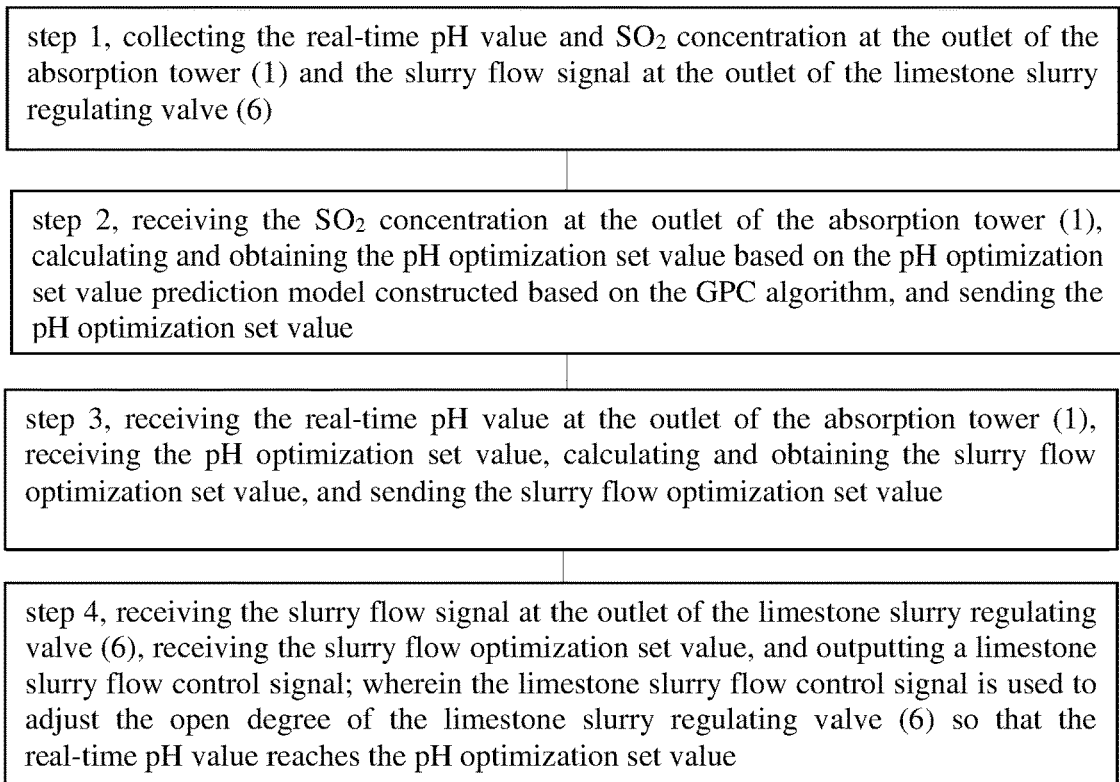 step 1, collecting the real-time pH value and SO₂ concentration at the outlet of the
absorption tower (1) and the slurry flow signal at the outlet of the limestone slurry
regulating valve (6)
step 2, receiving the SO₂ concentration at the outlet of the absorption tower (1),
calculating and obtaining the pH optimization set value based on the pH optimization
set value prediction model constructed based on the GPC algorithm, and sending the
pH optimization set value
step 3, receiving the real-time pH value at the outlet of the absorption tower (1),
receiving the pH optimization set value, calculating and obtaining the slurry flow
optimization set value, and sending the slurry flow optimization set value
step 4, receiving the slurry flow signal at the outlet of the limestone slurry regulating
valve (6), receiving the slurry flow optimization set value, and outputting a limestone
slurry flow control signal; wherein the limestone slurry flow control signal is used to
adjust the open degree of the limestone slurry regulating valve (6) so that the
real-time pH value reaches the pH optimization set value